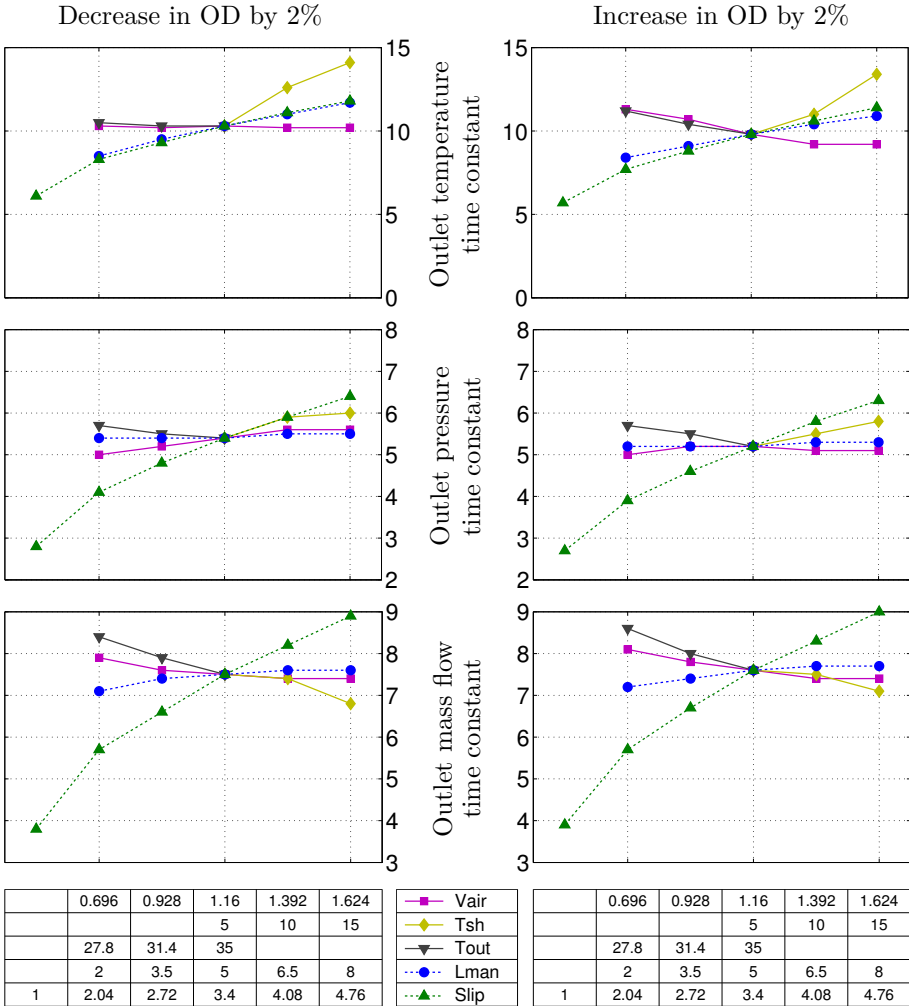 Decrease in OD by 2%
Increase in OD by 2%
15
10
5
0
Outlet temperature
time constant
15
10
5
0
8
7
6
5
4
3
2
Outlet pressure
time constant
8
7
6
5
4
3
2
9
8
7
6
5
4
3
Outlet mass flow
time constant
9
8
7
6
5
4
3
0.696 0.928 1.16 1.392 1.624
5 10 15
27.8 31.4 35
2 3.5 5 6.5 8
1 2.04 2.72 3.4 4.08 4.76
Vair
Tsh
Tout
Lman
Slip
0.696 0.928 1.16 1.392 1.624
5 10 15
27.8 31.4 35
2 3.5 5 6.5 8
1 2.04 2.72 3.4 4.08 4.76